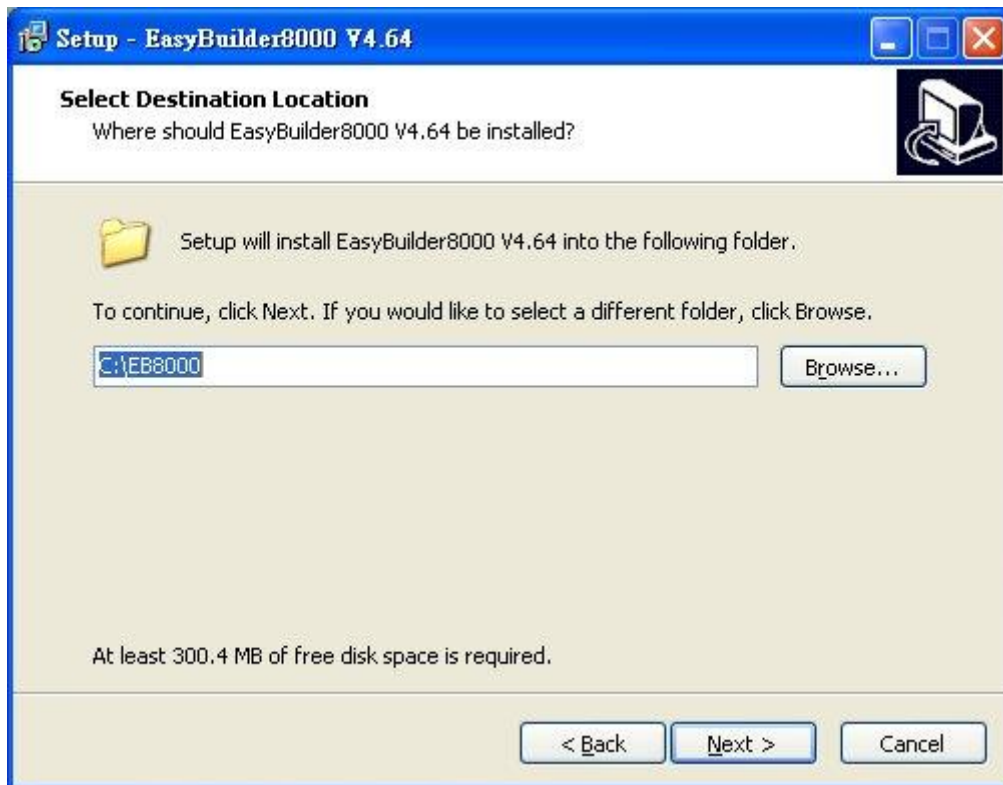 Setup - EasyBuilder8000 V4.64
Select Destination Location
Where should EasyBuilder8000 V4.64 be installed?
Setup will install EasyBuilder8000 V4.64 into the following folder.
To continue, click Next. If you would like to select a different folder, click Browse.
C:\EB8000 Browse...
At least 300.4 MB of free disk space is required.
< Back Next > Cancel